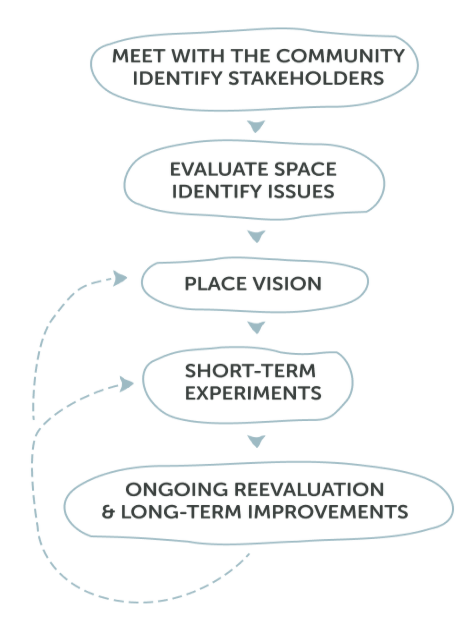 MEET WITH THE COMMUNITY
IDENTIFY STAKEHOLDERS
EVALUATE SPACE
IDENTIFY ISSUES
PLACE VISION
SHORT-TERM
EXPERIMENTS
ONGOING REEVALUATION
& LONG-TERM IMPROVEMENTS